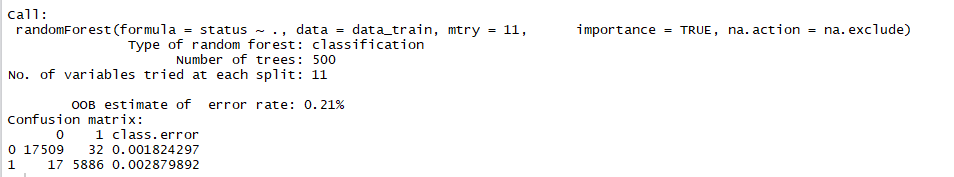 Call:
 randomForest(formula = status ~ ., data = data_train, mtry = 11,      importance = TRUE, na.action = na.exclude)
               Type of random forest: classification
                     Number of trees: 500
No. of variables tried at each split: 11
        OOB estimate of  error rate: 0.21%
Confusion matrix:
      0    1 class.error
0 17509   32 0.001824297
1    17 5886 0.002879892